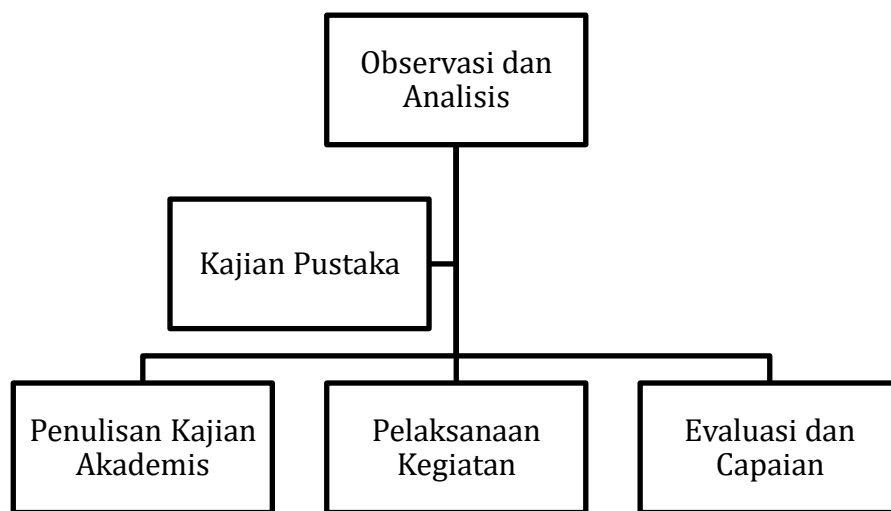 Observasi dan
Analisis
Kajian Pustaka
Penulisan Kajian
Akademis
Pelaksanaan
Kegiatan
Evaluasi dan
Capaian